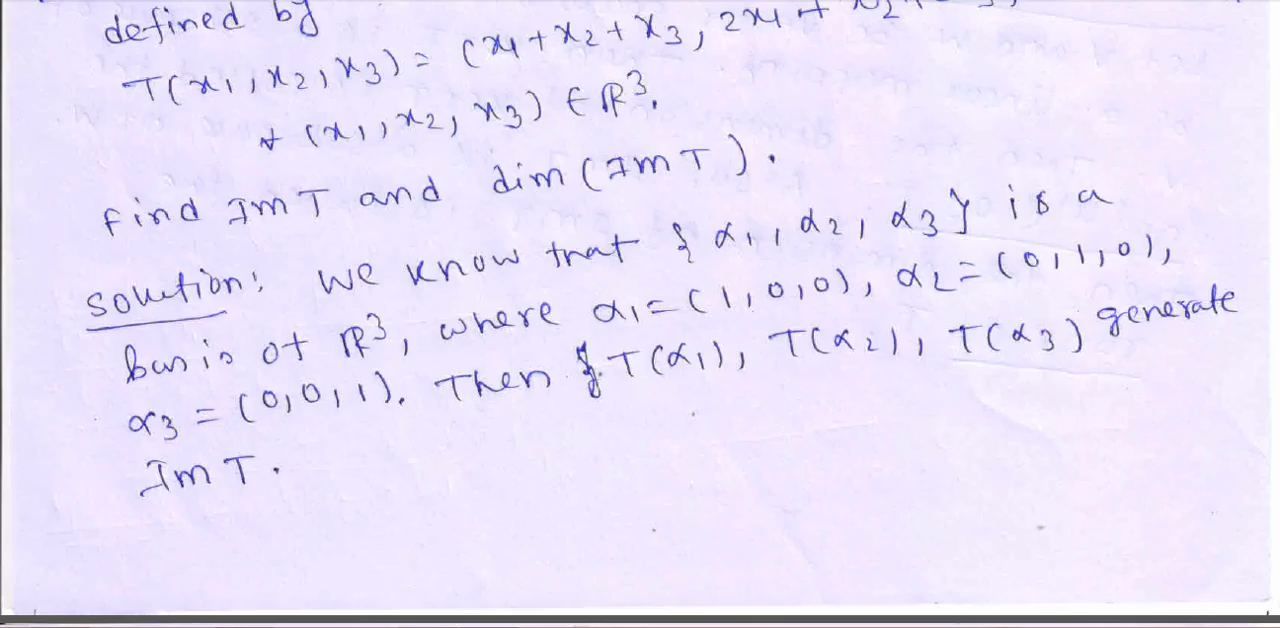 defined by
T(x1, x2, x3) = (x1 + x2 + x3, 2x1 + x2 +
∀ (x1, x2, x3) ∈ ℝ³.
Find Im T and dim (Im T).
Solution: We know that {α1, α2, α3} is a
basis of ℝ³, where α1 = (1, 0, 0), α2 = (0, 1, 0),
α3 = (0, 0, 1). Then T(α1), T(α2), T(α3) generate
Im T.